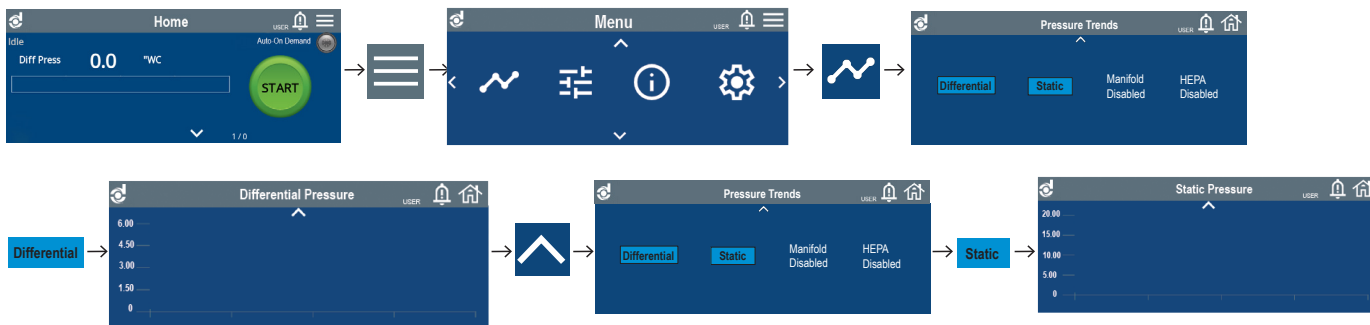 Home
USER
Idle
Auto-On Demand
Diff Press 0.0 "WC
START
1 / 0
Menu
USER
Pressure Trends
USER
Differential
Static
Manifold
Disabled
HEPA
Disabled
Differential
Differential Pressure
USER
6.00
4.50
3.00
1.50
0
Pressure Trends
USER
Differential
Static
Manifold
Disabled
HEPA
Disabled
Static
Static Pressure
USER
20.00
15.00
10.00
5.00
0